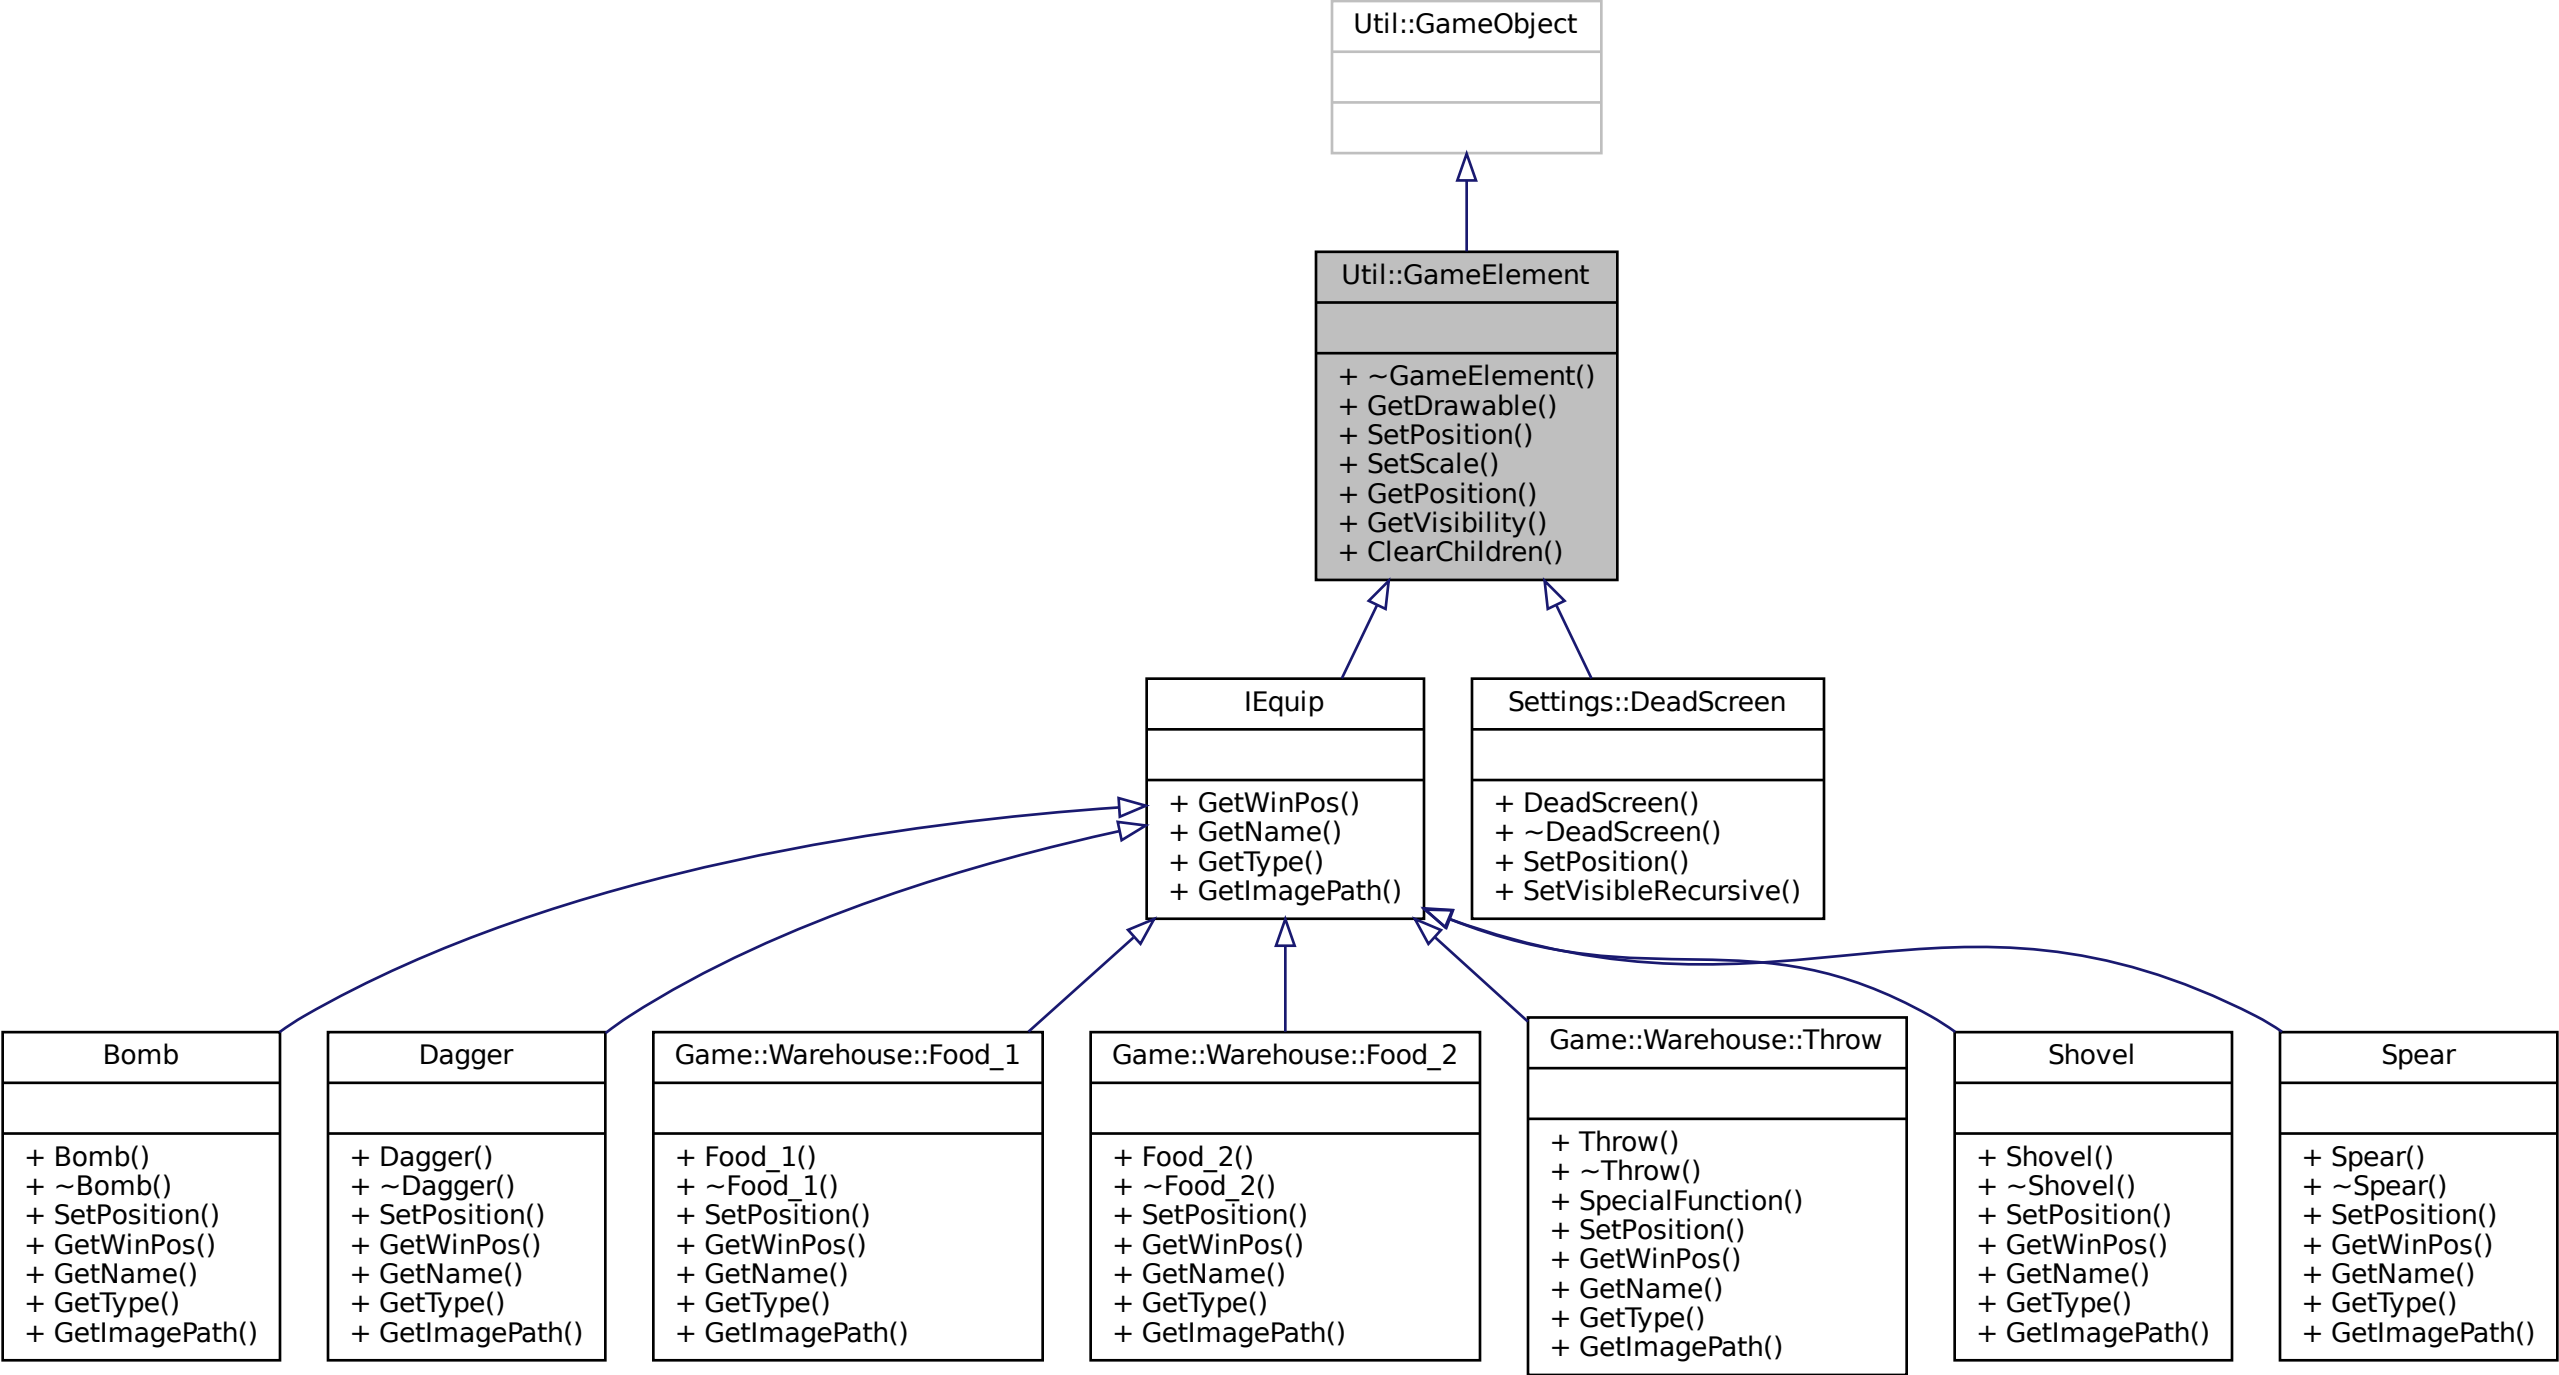 Util::GameObject
Util::GameElement
+ ~GameElement()
+ GetDrawable()
+ SetPosition()
+ SetScale()
+ GetPosition()
+ GetVisibility()
+ ClearChildren()
IEquip
+ GetWinPos()
+ GetName()
+ GetType()
+ GetImagePath()
Settings::DeadScreen
+ DeadScreen()
+ ~DeadScreen()
+ SetPosition()
+ SetVisibleRecursive()
Bomb
+ Bomb()
+ ~Bomb()
+ SetPosition()
+ GetWinPos()
+ GetName()
+ GetType()
+ GetImagePath()
Dagger
+ Dagger()
+ ~Dagger()
+ SetPosition()
+ GetWinPos()
+ GetName()
+ GetType()
+ GetImagePath()
Game::Warehouse::Food_1
+ Food_1()
+ ~Food_1()
+ SetPosition()
+ GetWinPos()
+ GetName()
+ GetType()
+ GetImagePath()
Game::Warehouse::Food_2
+ Food_2()
+ ~Food_2()
+ SetPosition()
+ GetWinPos()
+ GetName()
+ GetType()
+ GetImagePath()
Game::Warehouse::Throw
+ Throw()
+ ~Throw()
+ SpecialFunction()
+ SetPosition()
+ GetWinPos()
+ GetName()
+ GetType()
+ GetImagePath()
Shovel
+ Shovel()
+ ~Shovel()
+ SetPosition()
+ GetWinPos()
+ GetName()
+ GetType()
+ GetImagePath()
Spear
+ Spear()
+ ~Spear()
+ SetPosition()
+ GetWinPos()
+ GetName()
+ GetType()
+ GetImagePath()